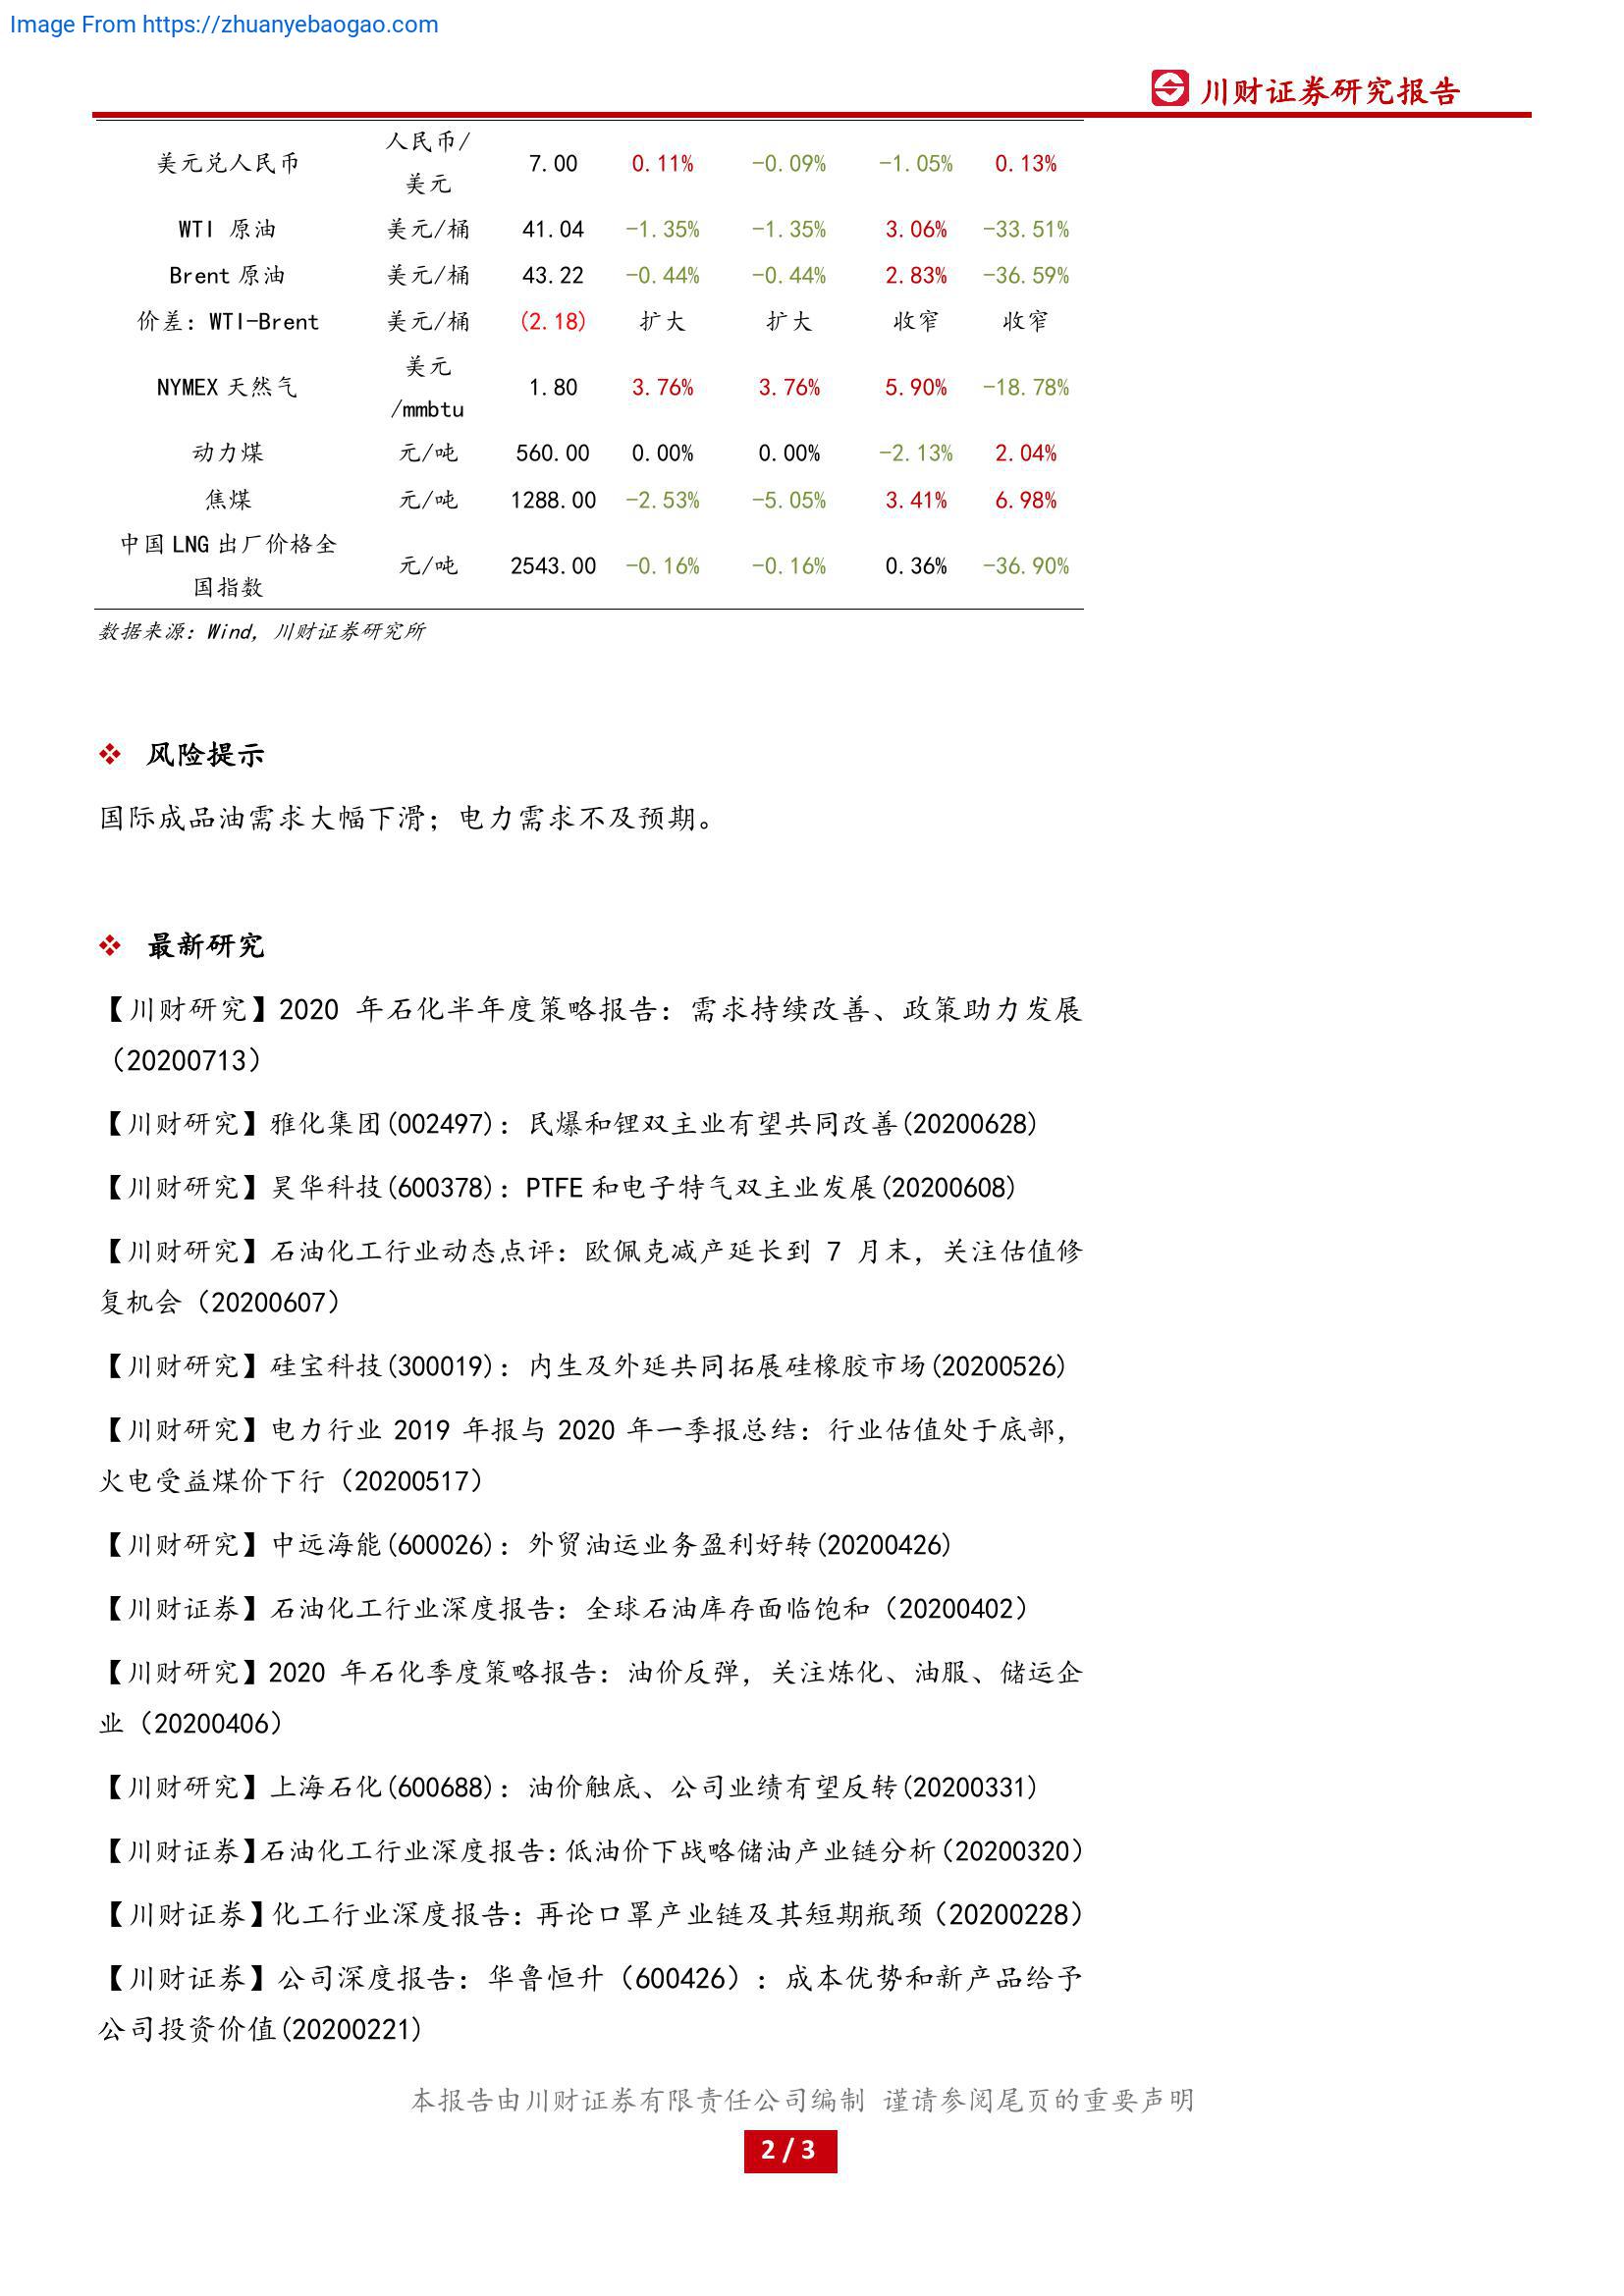 Image From https://zhuanyebaogao.com
川财证券研究报告
人民币/
美元兑人民币 7.00 0.11% -0.09% -1.05% 0.13%
美元
WTI 原油 美元/桶 41.04 -1.35% -1.35% 3.06% -33.51%
Brent 原油 美元/桶 43.22 -0.44% -0.44% 2.83% -36.59%
价差：WTI-Brent 美元/桶 (2.18) 扩大 扩大 收窄 收窄
美元
NYMEX 天然气 1.80 3.76% 3.76% 5.90% -18.78%
/mmbtu
动力煤 元/吨 560.00 0.00% 0.00% -2.13% 2.04%
焦煤 元/吨 1288.00 -2.53% -5.05% 3.41% 6.98%
中国 LNG 出厂价格全
元/吨 2543.00 -0.16% -0.16% 0.36% -36.90%
国指数
数据来源：Wind，川财证券研究所
❖ 风险提示
国际成品油需求大幅下滑；电力需求不及预期。
❖ 最新研究
【川财研究】2020 年石化半年度策略报告：需求持续改善、政策助力发展
（20200713）
【川财研究】雅化集团(002497)：民爆和锂双主业有望共同改善(20200628)
【川财研究】昊华科技(600378)：PTFE 和电子特气双主业发展(20200608)
【川财研究】石油化工行业动态点评：欧佩克减产延长到 7 月末，关注估值修
复机会（20200607）
【川财研究】硅宝科技(300019)：内生及外延共同拓展硅橡胶市场(20200526)
【川财研究】电力行业 2019 年报与 2020 年一季报总结：行业估值处于底部，
火电受益煤价下行（20200517）
【川财研究】中远海能(600026)：外贸油运业务盈利好转(20200426)
【川财证券】石油化工行业深度报告：全球石油库存面临饱和（20200402）
【川财研究】2020 年石化季度策略报告：油价反弹，关注炼化、油服、储运企
业（20200406）
【川财研究】上海石化(600688)：油价触底、公司业绩有望反转(20200331)
【川财证券】石油化工行业深度报告：低油价下战略储油产业链分析（20200320）
【川财证券】化工行业深度报告：再论口罩产业链及其短期瓶颈（20200228）
【川财证券】公司深度报告：华鲁恒升（600426）：成本优势和新产品给予
公司投资价值(20200221)
本报告由川财证券有限责任公司编制 谨请参阅尾页的重要声明
2 / 3